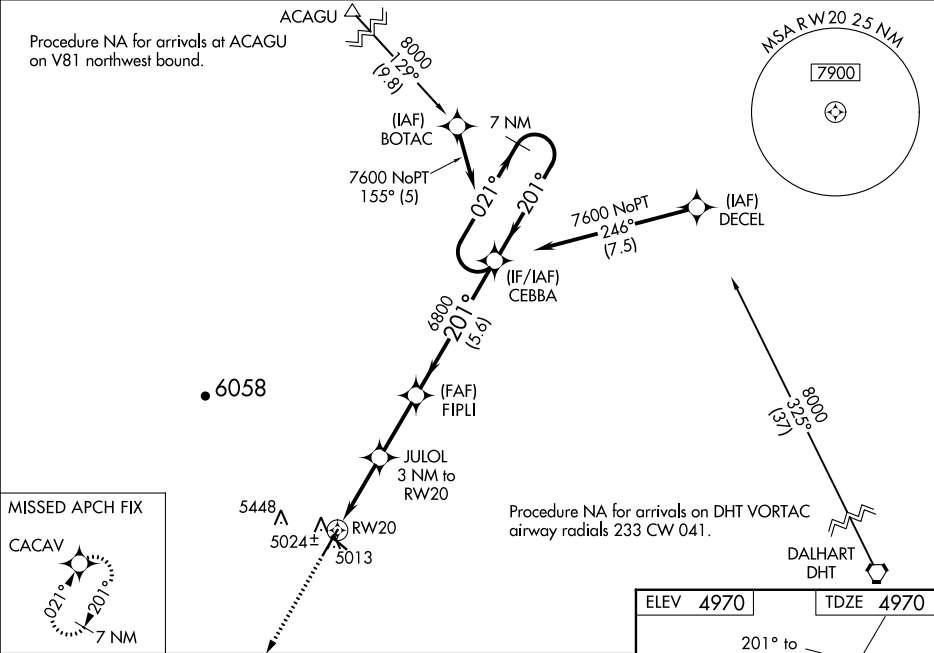 ACAGU
Procedure NA for arrivals at ACAGU
on V81 northwest bound.
8000
129°
(9.8)
(IAF)
BOTAC
7 NM
7600 NoPT
155° (5)
021°
201°
MSA RW20 25 NM
7900
7600 NoPT
246°
(7.5)
(IAF)
DECEL
(IF/IAF)
CEBBA
6800
201°
(5.6)
6058
(FAF)
FIPLI
8000
325°
(37)
JULOL
3 NM to
RW20
5448
5024±
RW20
5013
Procedure NA for arrivals on DHT VORTAC
airway radials 233 CW 041.
DALHART
DHT
MISSED APCH FIX
CACAV
021°
201°
7 NM
ELEV 4970
TDZE 4970
201° to